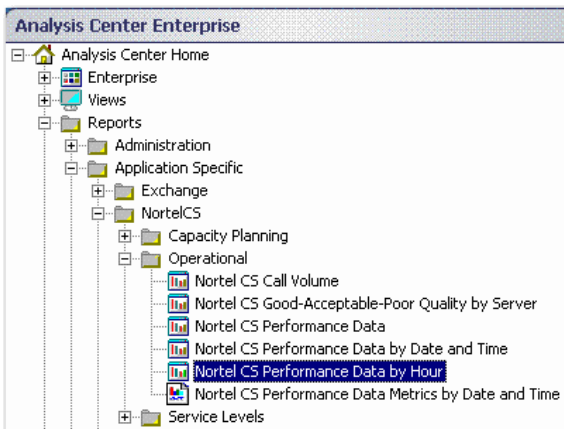 Analysis Center Enterprise
Analysis Center Home
Enterprise
Views
Reports
Administration
Application Specific
Exchange
NortelCS
Capacity Planning
Operational
Nortel CS Call Volume
Nortel CS Good-Acceptable-Poor Quality by Server
Nortel CS Performance Data
Nortel CS Performance Data by Date and Time
Nortel CS Performance Data by Hour
Nortel CS Performance Data Metrics by Date and Time
Service Levels